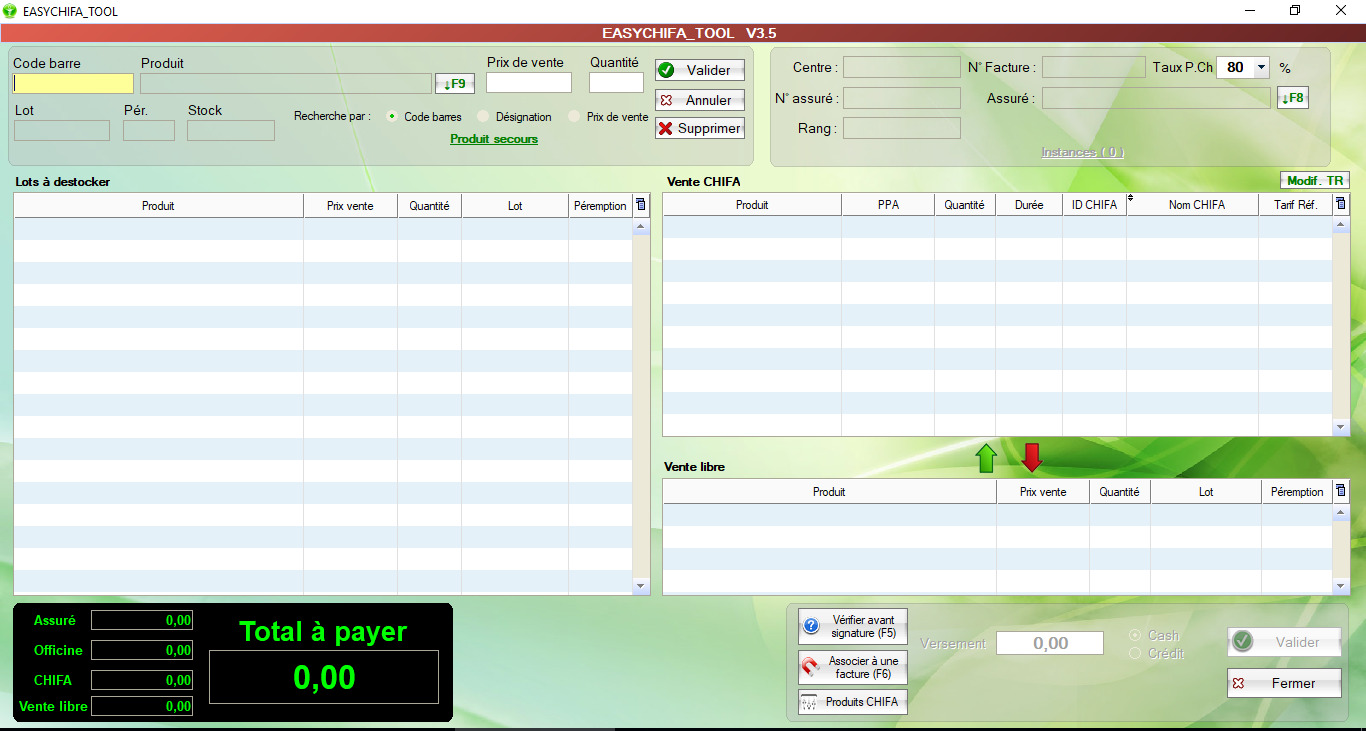 EASYCHIFA_TOOL
EASYCHIFA_TOOL V3.5
Code barre Produit Prix de vente Quantité
↓F9
Valider
Lot Pér. Stock
Annuler
Recherche par : Code barres Désignation Prix de vente
Supprimer
Produit secours
Centre : N° Facture : Taux P.Ch 80 %
N° assuré : Assuré : ↓F8
Rang :
Instances ( 0 )
Lots à destocker
Produit Prix vente Quantité Lot Péremption
Vente CHIFA Modif. TR
Produit PPA Quantité Durée ID CHIFA Nom CHIFA Tarif Réf.
Vente libre
Produit Prix vente Quantité Lot Péremption
Assuré 0,00
Officine 0,00
CHIFA 0,00
Vente libre 0,00
Total à payer
0,00
Vérifier avant
signature (F5)
Associer à une
facture (F6)
Produits CHIFA
Versement 0,00
Cash
Crédit
Valider
Fermer